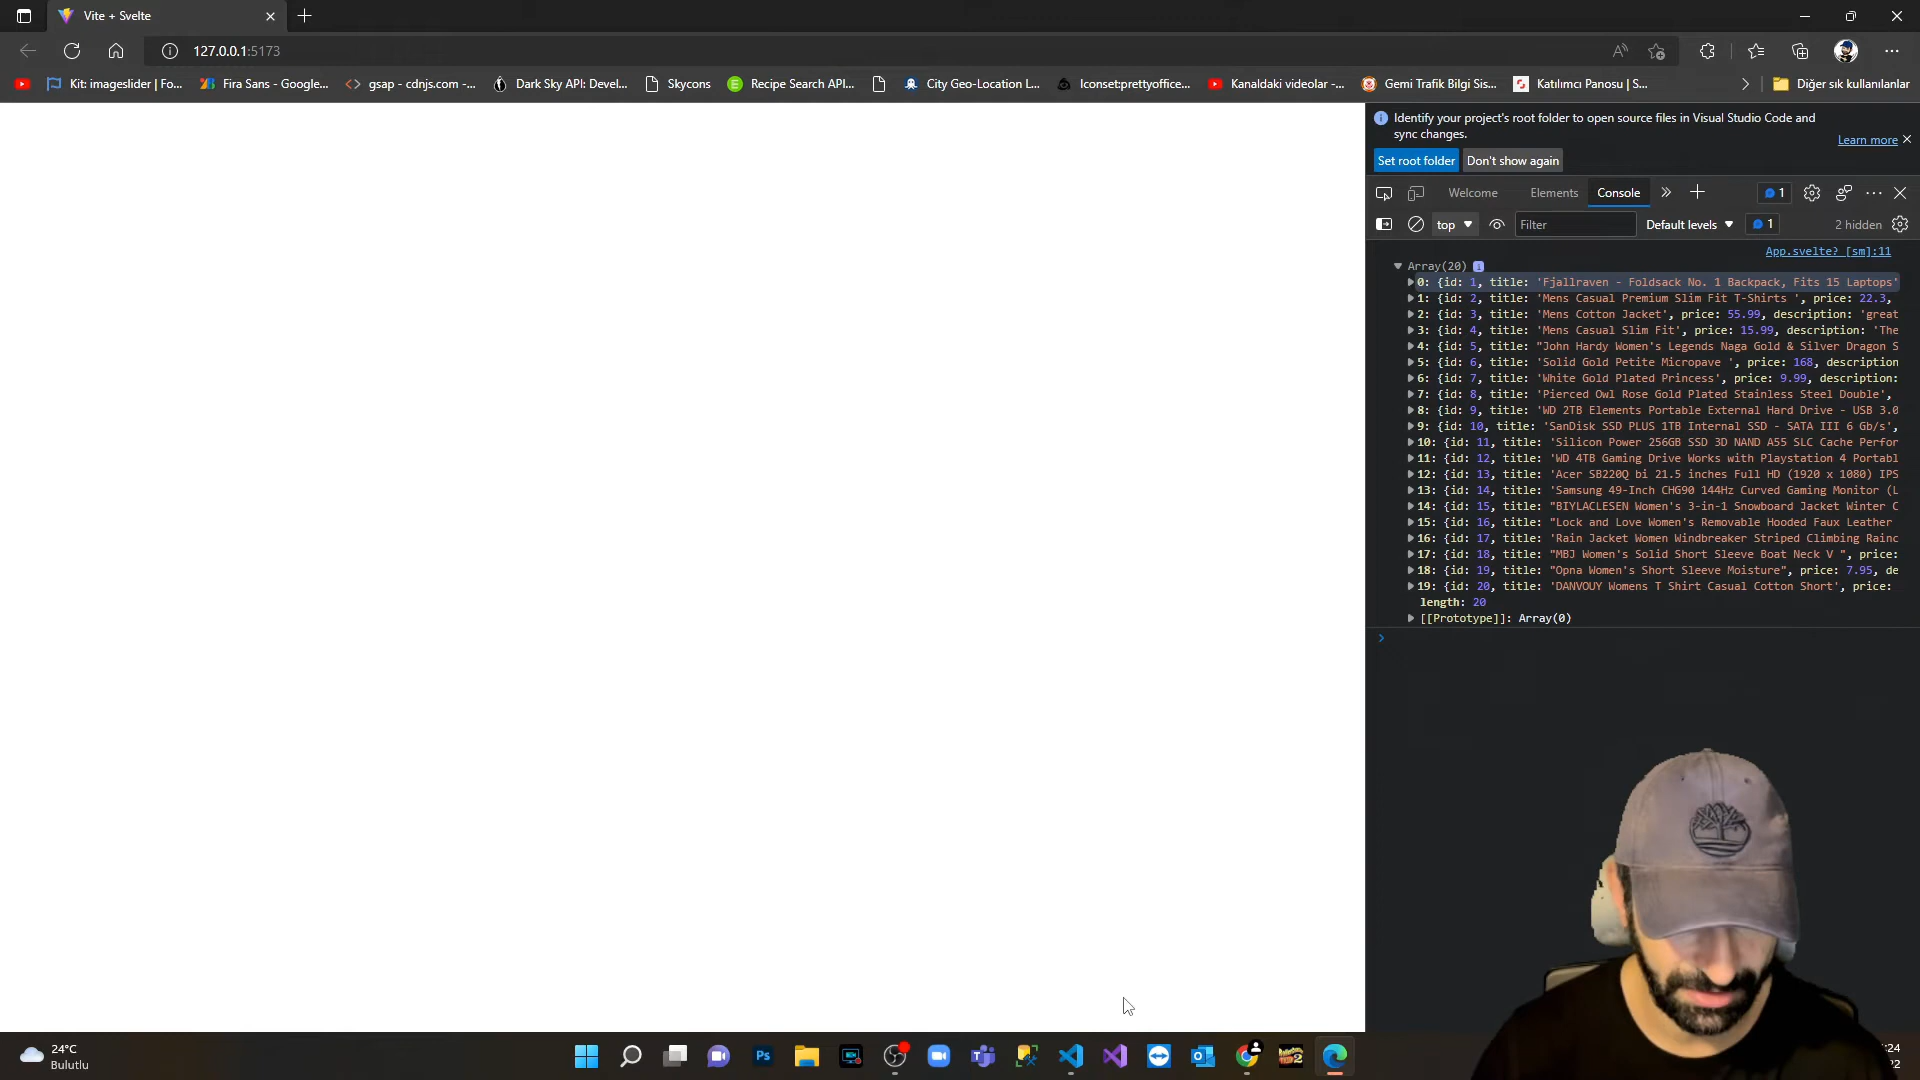 Vite + Svelte
127.0.0.1:5173
Kit: imageslider | Fo...
Fira Sans - Google...
gsap - cdnjs.com -...
Dark Sky API: Devel...
Skycons
Recipe Search API...
City Geo-Location L...
Iconset:prettyoffice...
Kanaldaki videolar -...
Gemi Trafik Bilgi Sis...
Katılımcı Panosu | S...
Diğer sık kullanılanlar
Identify your project's root folder to open source files in Visual Studio Code and
sync changes.
Learn more
Set root folder
Don't show again
Welcome
Elements
Console
1
top
Filter
Default levels
1
2 hidden
App.svelte? [sm]:11
Array(20)
0: {id: 1, title: 'Fjallraven - Foldsack No. 1 Backpack, Fits 15 Laptops'
1: {id: 2, title: 'Mens Casual Premium Slim Fit T-Shirts ', price: 22.3,
2: {id: 3, title: 'Mens Cotton Jacket', price: 55.99, description: 'great
3: {id: 4, title: 'Mens Casual Slim Fit', price: 15.99, description: 'The
4: {id: 5, title: "John Hardy Women's Legends Naga Gold & Silver Dragon S
5: {id: 6, title: 'Solid Gold Petite Micropave ', price: 168, description
6: {id: 7, title: 'White Gold Plated Princess', price: 9.99, description:
7: {id: 8, title: 'Pierced Owl Rose Gold Plated Stainless Steel Double',
8: {id: 9, title: 'WD 2TB Elements Portable External Hard Drive - USB 3.0
9: {id: 10, title: 'SanDisk SSD PLUS 1TB Internal SSD - SATA III 6 Gb/s',
10: {id: 11, title: 'Silicon Power 256GB SSD 3D NAND A55 SLC Cache Perfor
11: {id: 12, title: 'WD 4TB Gaming Drive Works with Playstation 4 Portabl
12: {id: 13, title: 'Acer SB220Q bi 21.5 inches Full HD (1920 x 1080) IPS
13: {id: 14, title: 'Samsung 49-Inch CHG90 144Hz Curved Gaming Monitor (L
14: {id: 15, title: "BIYLACLESEN Women's 3-in-1 Snowboard Jacket Winter C
15: {id: 16, title: "Lock and Love Women's Removable Hooded Faux Leather
16: {id: 17, title: 'Rain Jacket Women Windbreaker Striped Climbing Rainc
17: {id: 18, title: "MBJ Women's Solid Short Sleeve Boat Neck V ", price:
18: {id: 19, title: "Opna Women's Short Sleeve Moisture", price: 7.95, de
19: {id: 20, title: 'DANVOUY Womens T Shirt Casual Cotton Short', price:
length: 20
[[Prototype]]: Array(0)
24°C
Bulutlu
:24
22